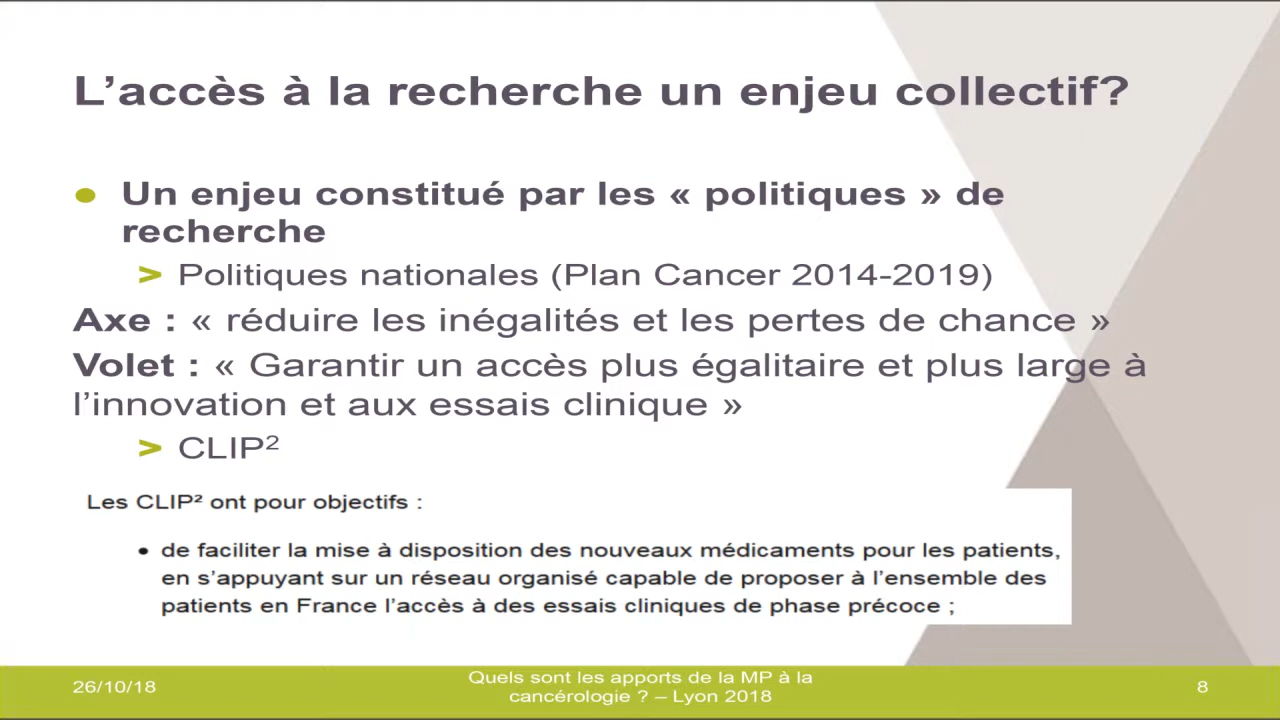 L'accès à la recherche un enjeu collectif?
● Un enjeu constitué par les « politiques » de
recherche
> Politiques nationales (Plan Cancer 2014-2019)
Axe : « réduire les inégalités et les pertes de chance »
Volet : « Garantir un accès plus égalitaire et plus large à
l'innovation et aux essais clinique »
> CLIP²
Les CLIP² ont pour objectifs :
• de faciliter la mise à disposition des nouveaux médicaments pour les patients,
en s'appuyant sur un réseau organisé capable de proposer à l'ensemble des
patients en France l'accès à des essais cliniques de phase précoce ;
26/10/18
Quels sont les apports de la MP à la
cancérologie ? – Lyon 2018
8